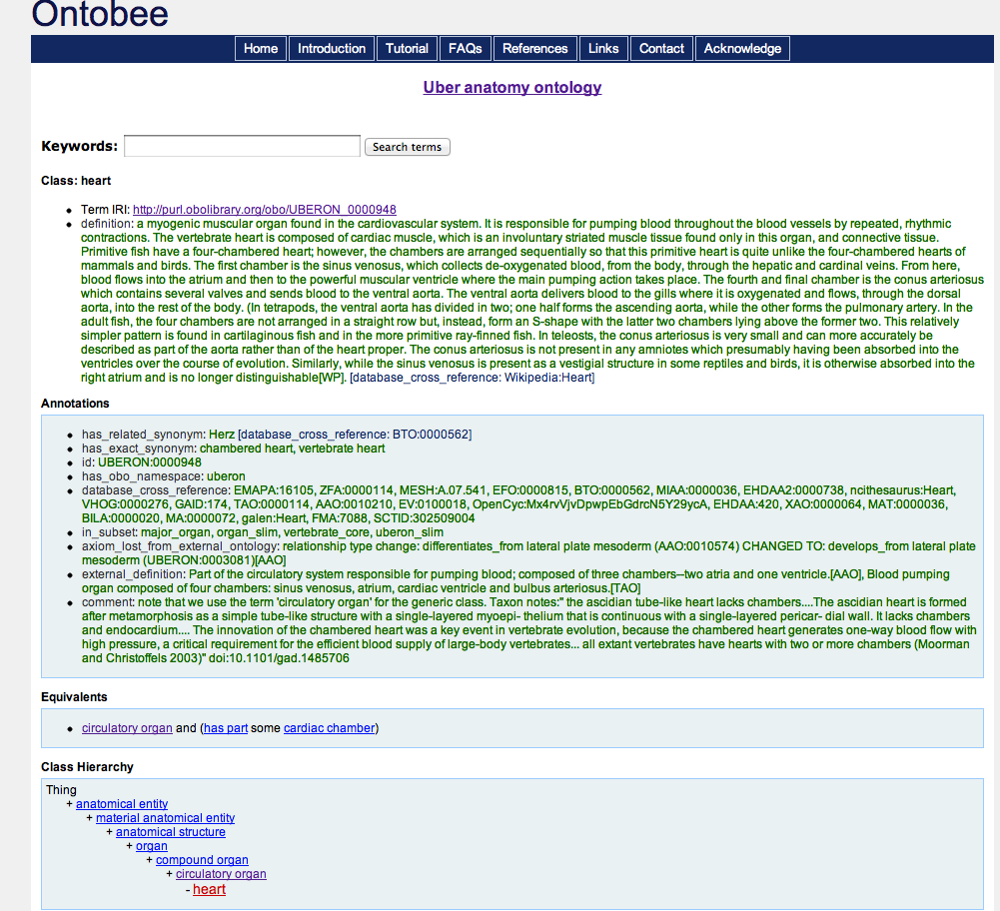 Ontobee
Home Introduction Tutorial FAQs References Links Contact Acknowledge
Uber anatomy ontology
Keywords: Search terms
Class: heart
Term IRI: http://purl.obolibrary.org/obo/UBERON_0000948
definition: a myogenic muscular organ found in the cardiovascular system. It is responsible for pumping blood throughout the blood vessels by repeated, rhythmic
contractions. The vertebrate heart is composed of cardiac muscle, which is an involuntary striated muscle tissue found only in this organ, and connective tissue.
Primitive fish have a four-chambered heart; however, the chambers are arranged sequentially so that this primitive heart is quite unlike the four-chambered hearts of
mammals and birds. The first chamber is the sinus venosus, which collects de-oxygenated blood, from the body, through the hepatic and cardinal veins. From here,
blood flows into the atrium and then to the powerful muscular ventricle where the main pumping action takes place. The fourth and final chamber is the conus arteriosus
which contains several valves and sends blood to the ventral aorta. The ventral aorta delivers blood to the gills where it is oxygenated and flows, through the dorsal
aorta, into the rest of the body. (In tetrapods, the ventral aorta has divided in two; one half forms the ascending aorta, while the other forms the pulmonary artery. In the
adult fish, the four chambers are not arranged in a straight row but, instead, form an S-shape with the latter two chambers lying above the former two. This relatively
simpler pattern is found in cartilaginous fish and in the more primitive ray-finned fish. In teleosts, the conus arteriosus is very small and can more accurately be
described as part of the aorta rather than of the heart proper. The conus arteriosus is not present in any amniotes which presumably having been absorbed into the
ventricles over the course of evolution. Similarly, while the sinus venosus is present as a vestigial structure in some reptiles and birds, it is otherwise absorbed into the
right atrium and is no longer distinguishable[WP]. [database_cross_reference: Wikipedia:Heart]
Annotations
has_related_synonym: Herz [database_cross_reference: BTO:0000562]
has_exact_synonym: chambered heart, vertebrate heart
id: UBERON:0000948
has_obo_namespace: uberon
database_cross_reference: EMAPA:16105, ZFA:0000114, MESH:A.07.541, EFO:0000815, BTO:0000562, MIAA:0000036, EHDAA2:0000738, ncithesaurus:Heart,
VHOG:0000276, GAID:174, TAO:0000114, AAO:0010210, EV:0100018, OpenCyc:Mx4rvVjvDpwpEbGdrcN5Y29ycA, EHDAA:420, XAO:0000064, MAT:0000036,
BILA:0000020, MA:0000072, galen:Heart, FMA:7088, SCTID:302509004
in_subset: major_organ, organ_slim, vertebrate_core, uberon_slim
axiom_lost_from_external_ontology: relationship type change: differentiates_from lateral plate mesoderm (AAO:0010574) CHANGED TO: develops_from lateral plate
mesoderm (UBERON:0003081)[AAO]
external_definition: Part of the circulatory system responsible for pumping blood; composed of three chambers--two atria and one ventricle.[AAO], Blood pumping
organ composed of four chambers: sinus venosus, atrium, cardiac ventricle and bulbus arteriosus.[TAO]
comment: note that we use the term 'circulatory organ' for the generic class. Taxon notes:" the ascidian tube-like heart lacks chambers....The ascidian heart is formed
after metamorphosis as a simple tube-like structure with a single-layered myoepi- thelium that is continuous with a single-layered pericar- dial wall. It lacks chambers
and endocardium.... The innovation of the chambered heart was a key event in vertebrate evolution, because the chambered heart generates one-way blood flow with
high pressure, a critical requirement for the efficient blood supply of large-body vertebrates... all extant vertebrates have hearts with two or more chambers (Moorman
and Christoffels 2003)" doi:10.1101/gad.1485706
Equivalents
circulatory organ and (has part some cardiac chamber)
Class Hierarchy
Thing
+ anatomical entity
+ material anatomical entity
+ anatomical structure
+ organ
+ compound organ
+ circulatory organ
- heart